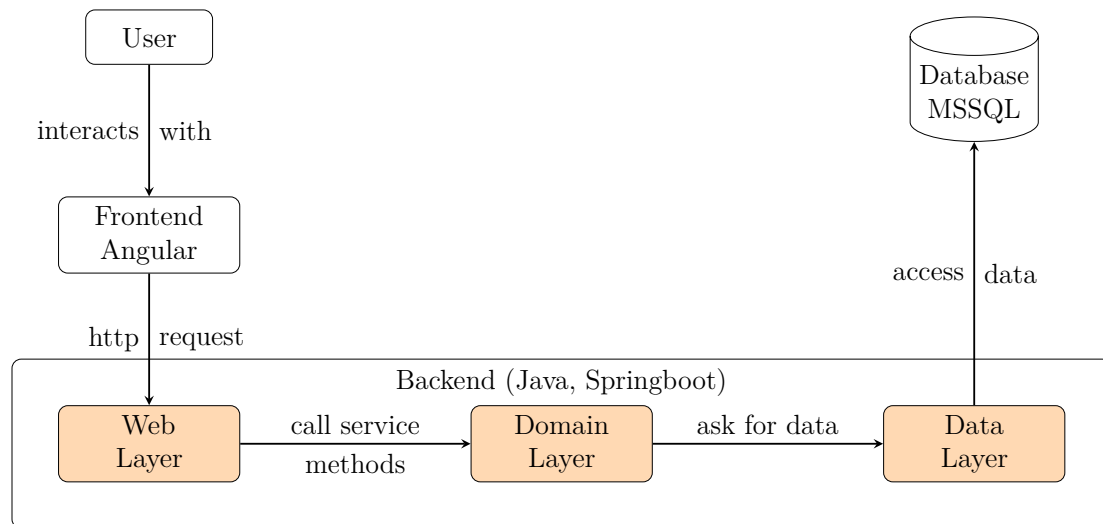 User
Database
MSSQL
interacts with
Frontend
Angular
access data
http request
Backend (Java, Springboot)
Web
Layer
call service
methods
Domain
Layer
ask for data
Data
Layer